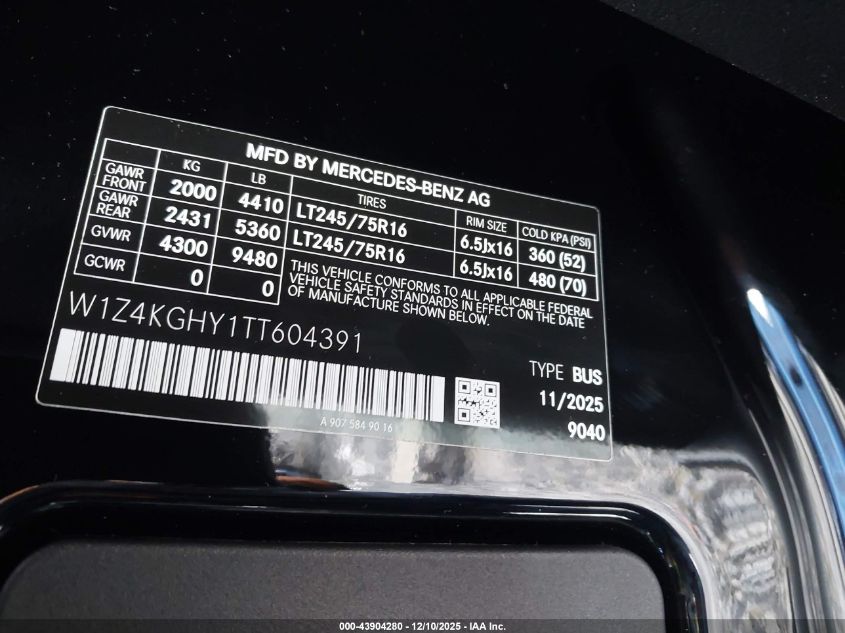 MFD BY MERCEDES-BENZ AG
KG LB TIRES RIM SIZE COLD KPA (PSI)
GAWR FRONT 2000 4410 LT245/75R16 6.5Jx16 360 (52)
GAWR REAR 2431 5360 LT245/75R16 6.5Jx16 480 (70)
GVWR 4300 9480
GCWR 0 0
THIS VEHICLE CONFORMS TO ALL APPLICABLE FEDERAL
VEHICLE SAFETY STANDARDS IN EFFECT ON THE DATE
OF MANUFACTURE SHOWN BELOW.
W1Z4KGHY1TT604391
TYPE BUS
11/2025
A 907 584 90 16
9040
000-43904280 - 12/10/2025 - IAA Inc.